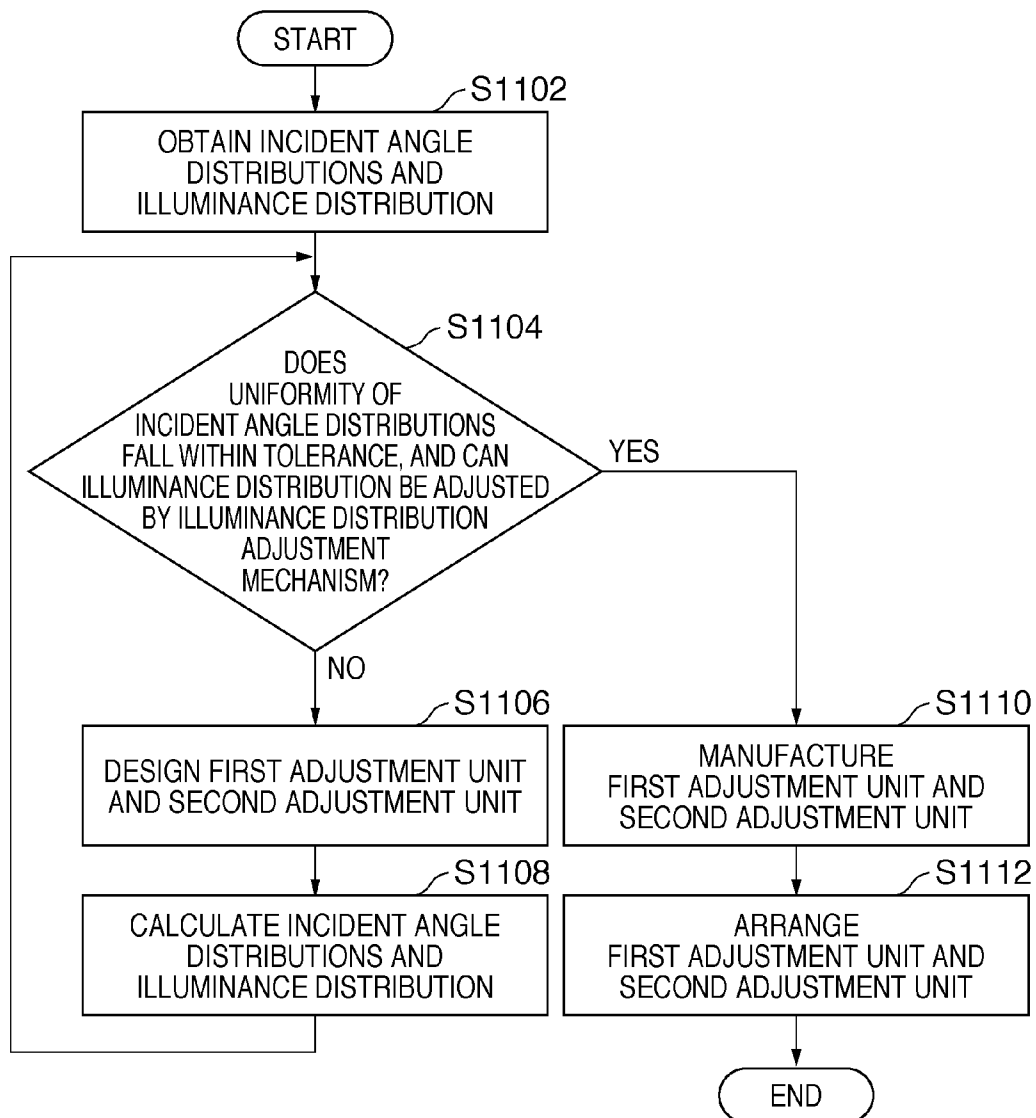 START
S1102
OBTAIN INCIDENT ANGLE
DISTRIBUTIONS AND
ILLUMINANCE DISTRIBUTION
S1104
DOES
UNIFORMITY OF
INCIDENT ANGLE DISTRIBUTIONS
FALL WITHIN TOLERANCE, AND CAN
ILLUMINANCE DISTRIBUTION BE ADJUSTED
BY ILLUMINANCE DISTRIBUTION
ADJUSTMENT
MECHANISM?
YES
NO
S1106
DESIGN FIRST ADJUSTMENT UNIT
AND SECOND ADJUSTMENT UNIT
S1108
CALCULATE INCIDENT ANGLE
DISTRIBUTIONS AND
ILLUMINANCE DISTRIBUTION
S1110
MANUFACTURE
FIRST ADJUSTMENT UNIT AND
SECOND ADJUSTMENT UNIT
S1112
ARRANGE
FIRST ADJUSTMENT UNIT AND
SECOND ADJUSTMENT UNIT
END